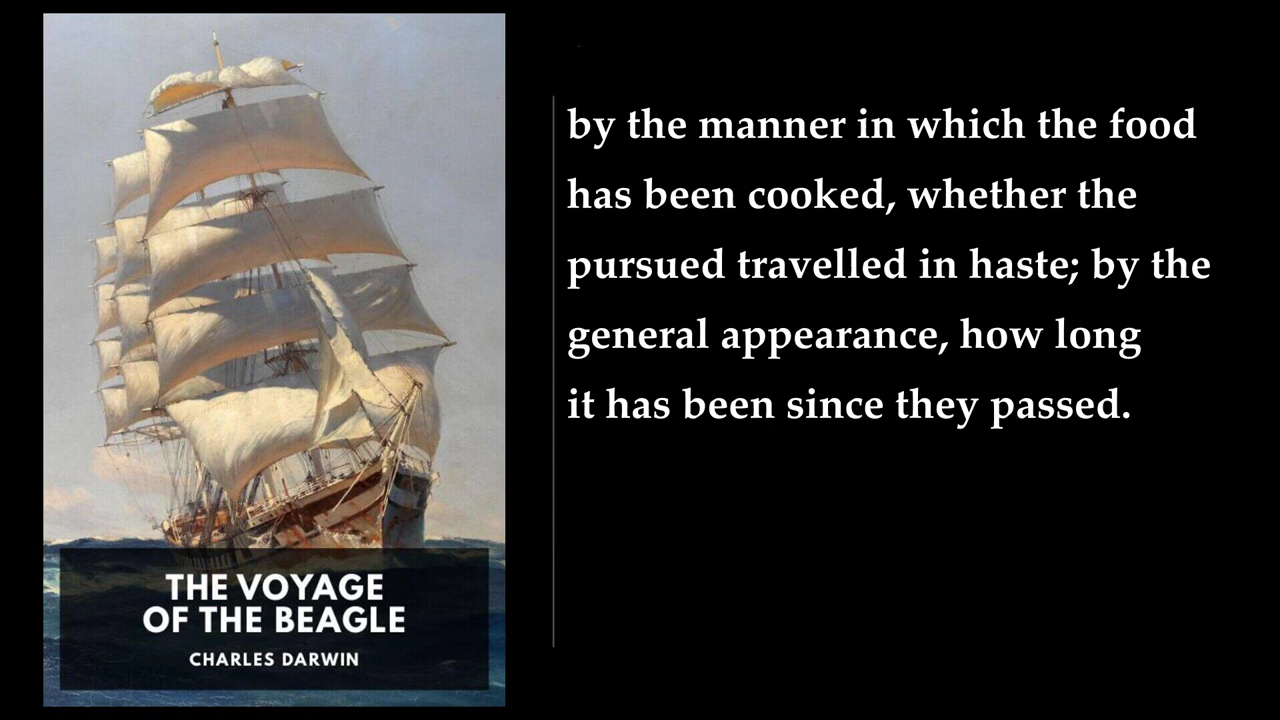 THE VOYAGE
OF THE BEAGLE
CHARLES DARWIN
by the manner in which the food
has been cooked, whether the
pursued travelled in haste; by the
general appearance, how long
it has been since they passed.